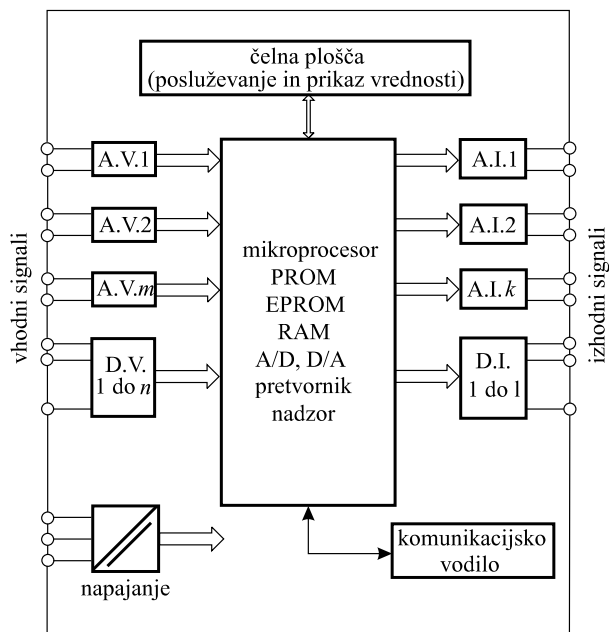 čelna plošča
(posluževanje in prikaz vrednosti)
vhodni signali
A.V.1
A.V.2
A.V.m
D.V.
1 do n
mikroprocesor
PROM
EPROM
RAM
A/D, D/A
pretvornik
nadzor
A.I.1
A.I.2
A.I.k
D.I.
1 do l
izhodni signali
napajanje
komunikacijsko
vodilo